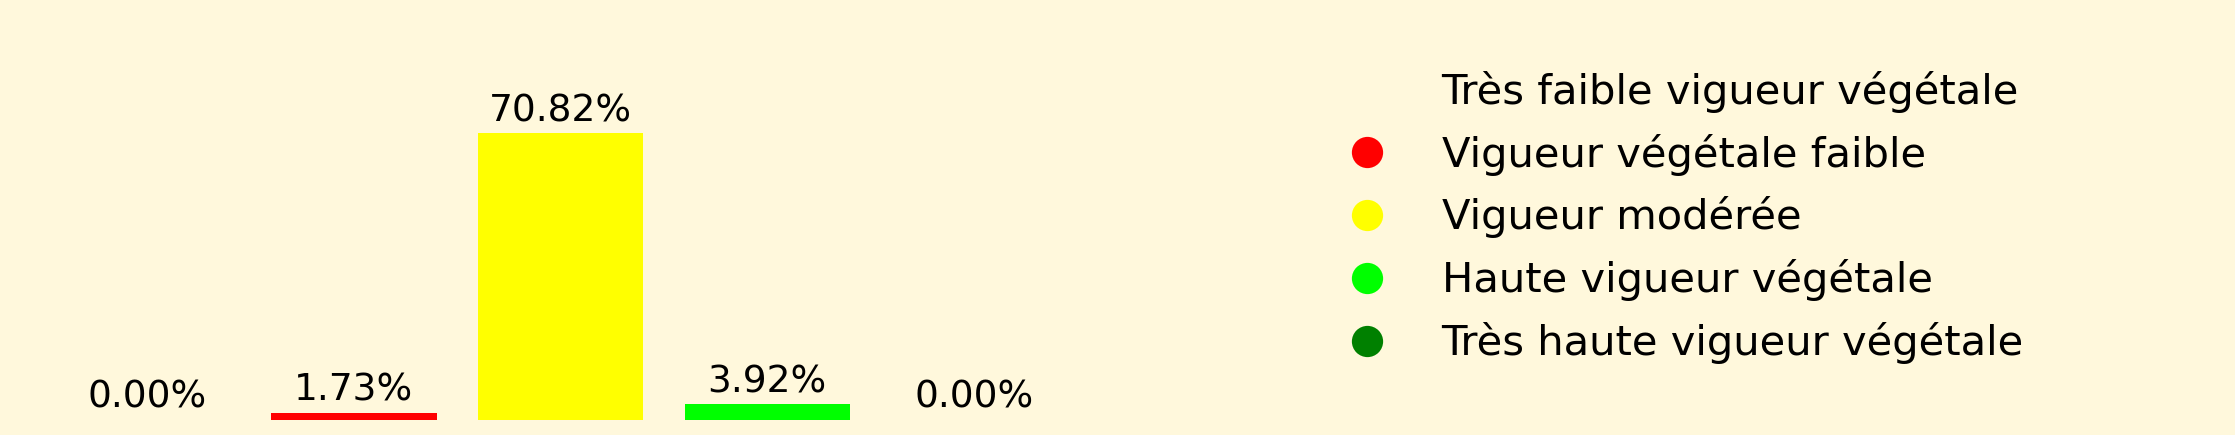 70.82%
3.92%
1.73%
0.00%
0.00%
Très faible vigueur végétale
Vigueur végétale faible
Vigueur modérée
Haute vigueur végétale
Très haute vigueur végétale